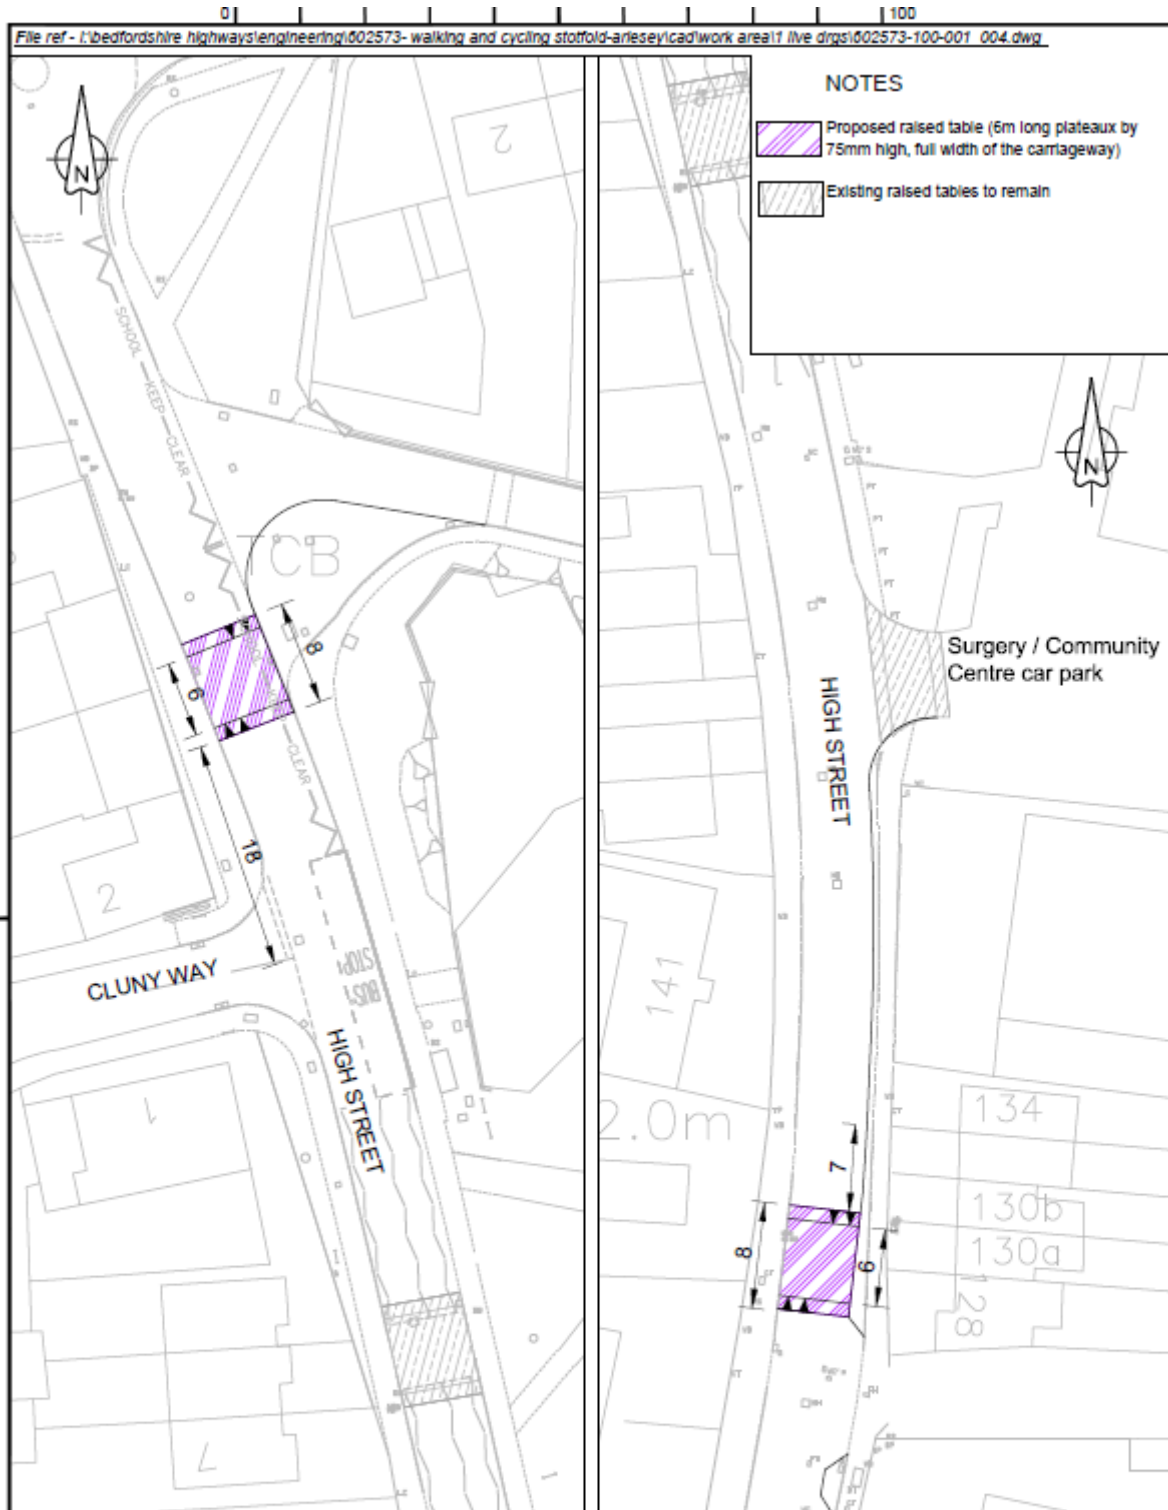 0 100
File ref - I:\bedfordshire highways\engineering\602573- walking and cycling stotfold-arlesey\cad\work area\1 live drgs\602573-100-001_004.dwg
NOTES
Proposed raised table (6m long plateaux by
75mm high, full width of the carriageway)
Existing raised tables to remain
N
2
SCHOOL KEEP CLEAR
TCB
8
6
CLEAR
18
2
CLUNY WAY
BUS
STOP
HIGH STREET
1
7
1
N
Surgery / Community
Centre car park
HIGH STREET
141
2.0m
134
7
130b
130a
8
6
128